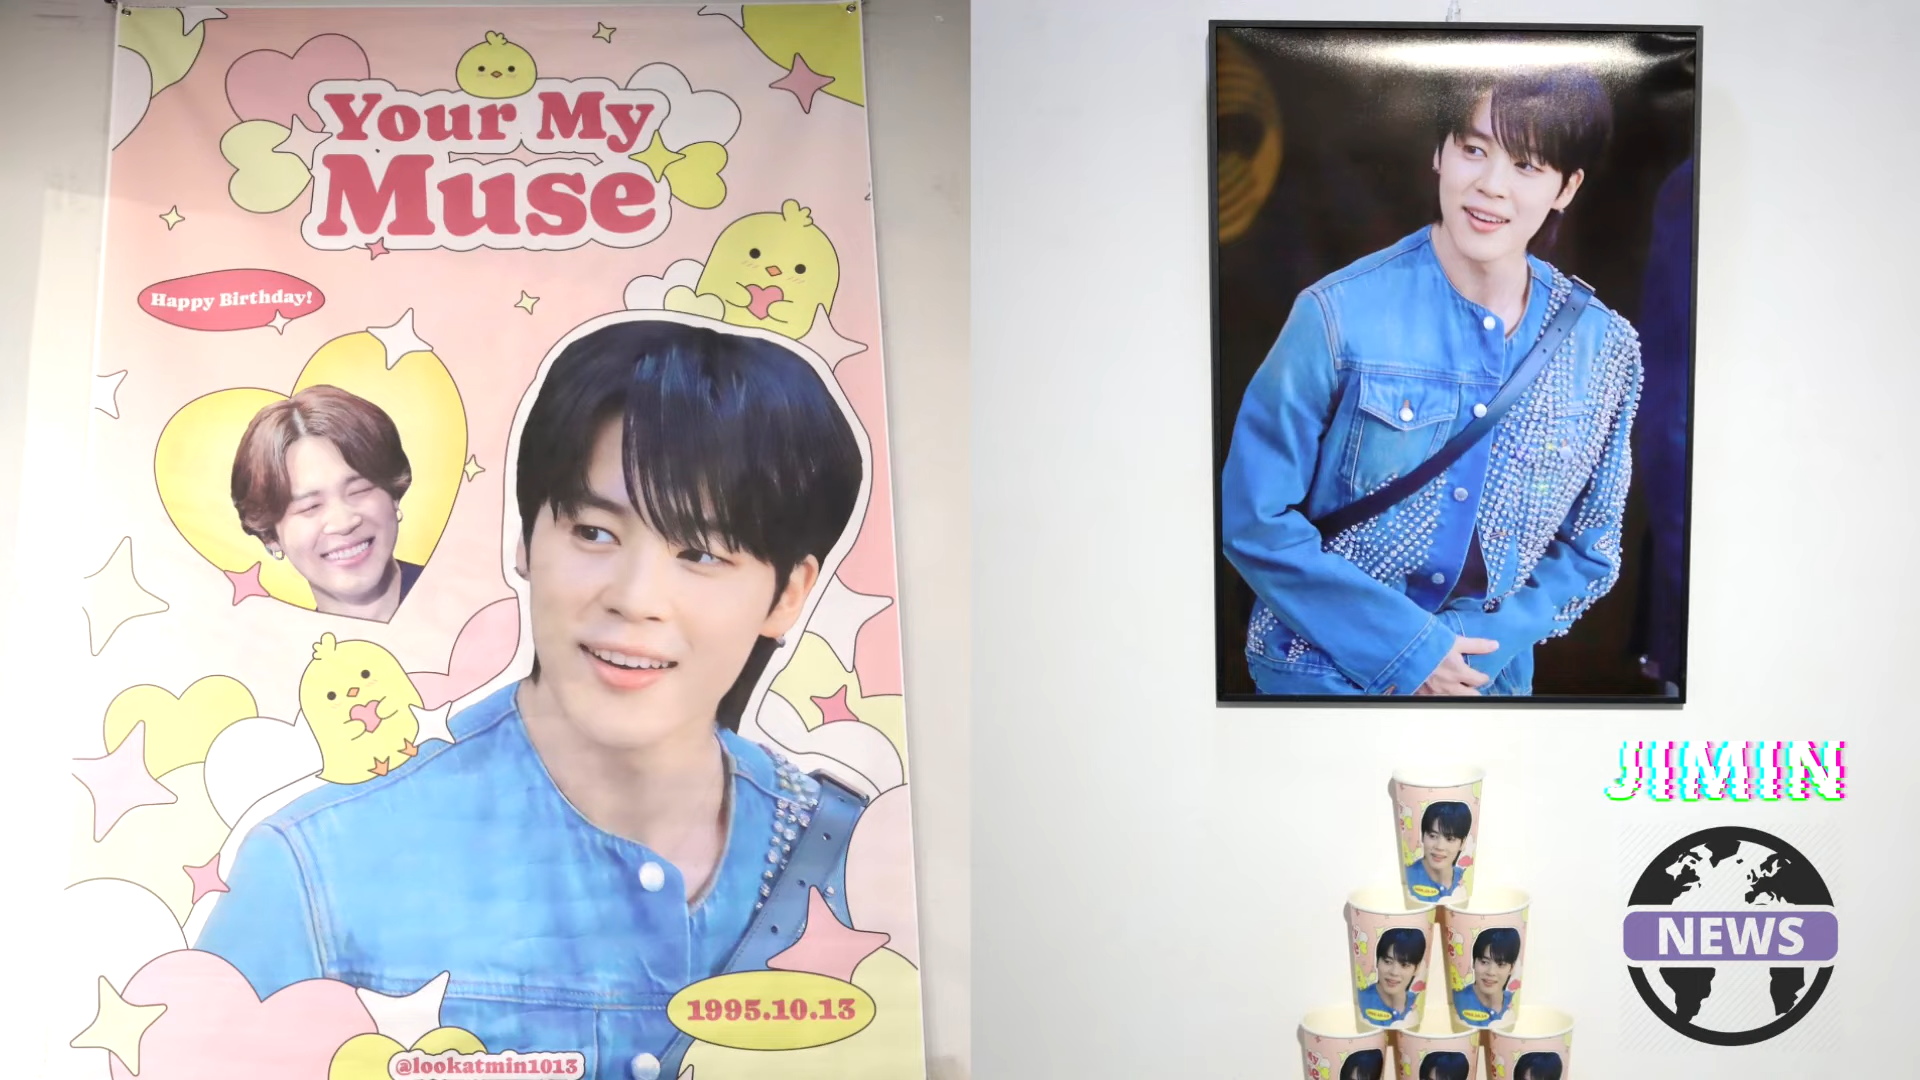 Your My
Muse
Happy Birthday!
1995.10.13
@lookatmin1013
JIMIN
NEWS